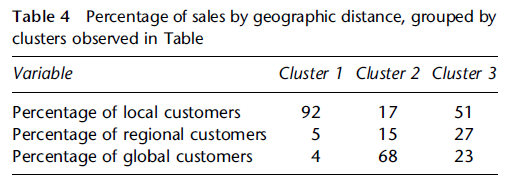 Table 4 Percentage of sales by geographic distance, grouped by
clusters observed in Table
Variable Cluster 1 Cluster 2 Cluster 3
Percentage of local customers 92 17 51
Percentage of regional customers 5 15 27
Percentage of global customers 4 68 23